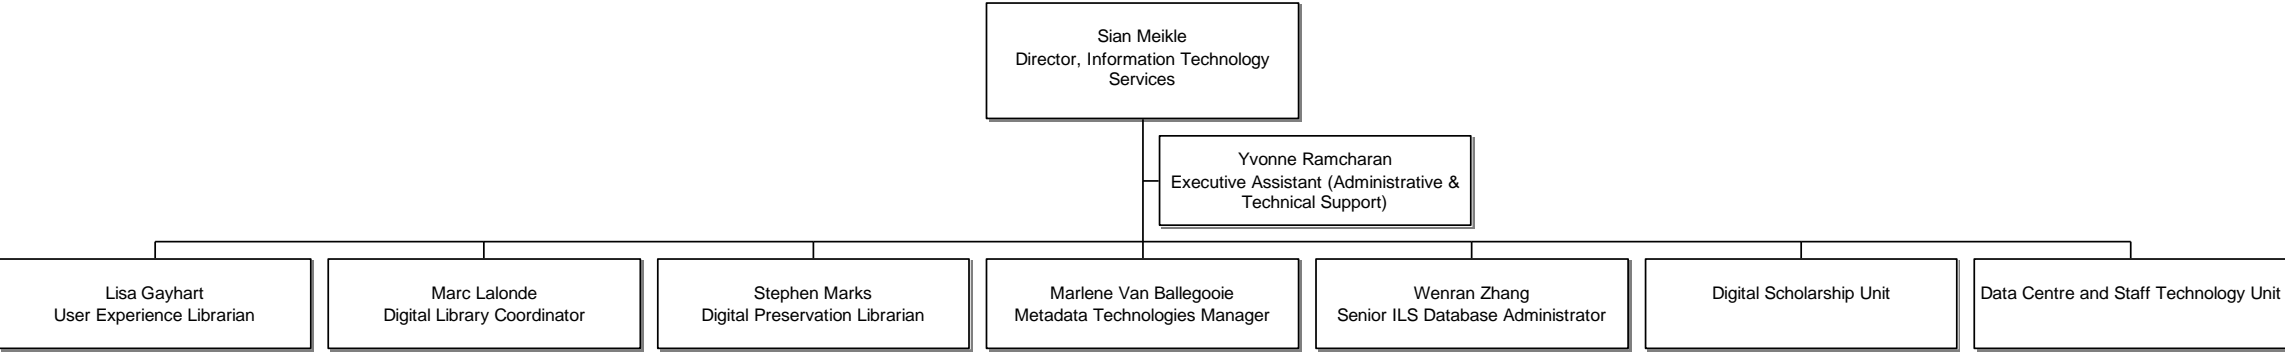 Sian Meikle
Director, Information Technology
Services
Yvonne Ramcharan
Executive Assistant (Administrative &
Technical Support)
Lisa Gayhart
User Experience Librarian
Marc Lalonde
Digital Library Coordinator
Stephen Marks
Digital Preservation Librarian
Marlene Van Ballegooie
Metadata Technologies Manager
Wenran Zhang
Senior ILS Database Administrator
Digital Scholarship Unit
Data Centre and Staff Technology Unit